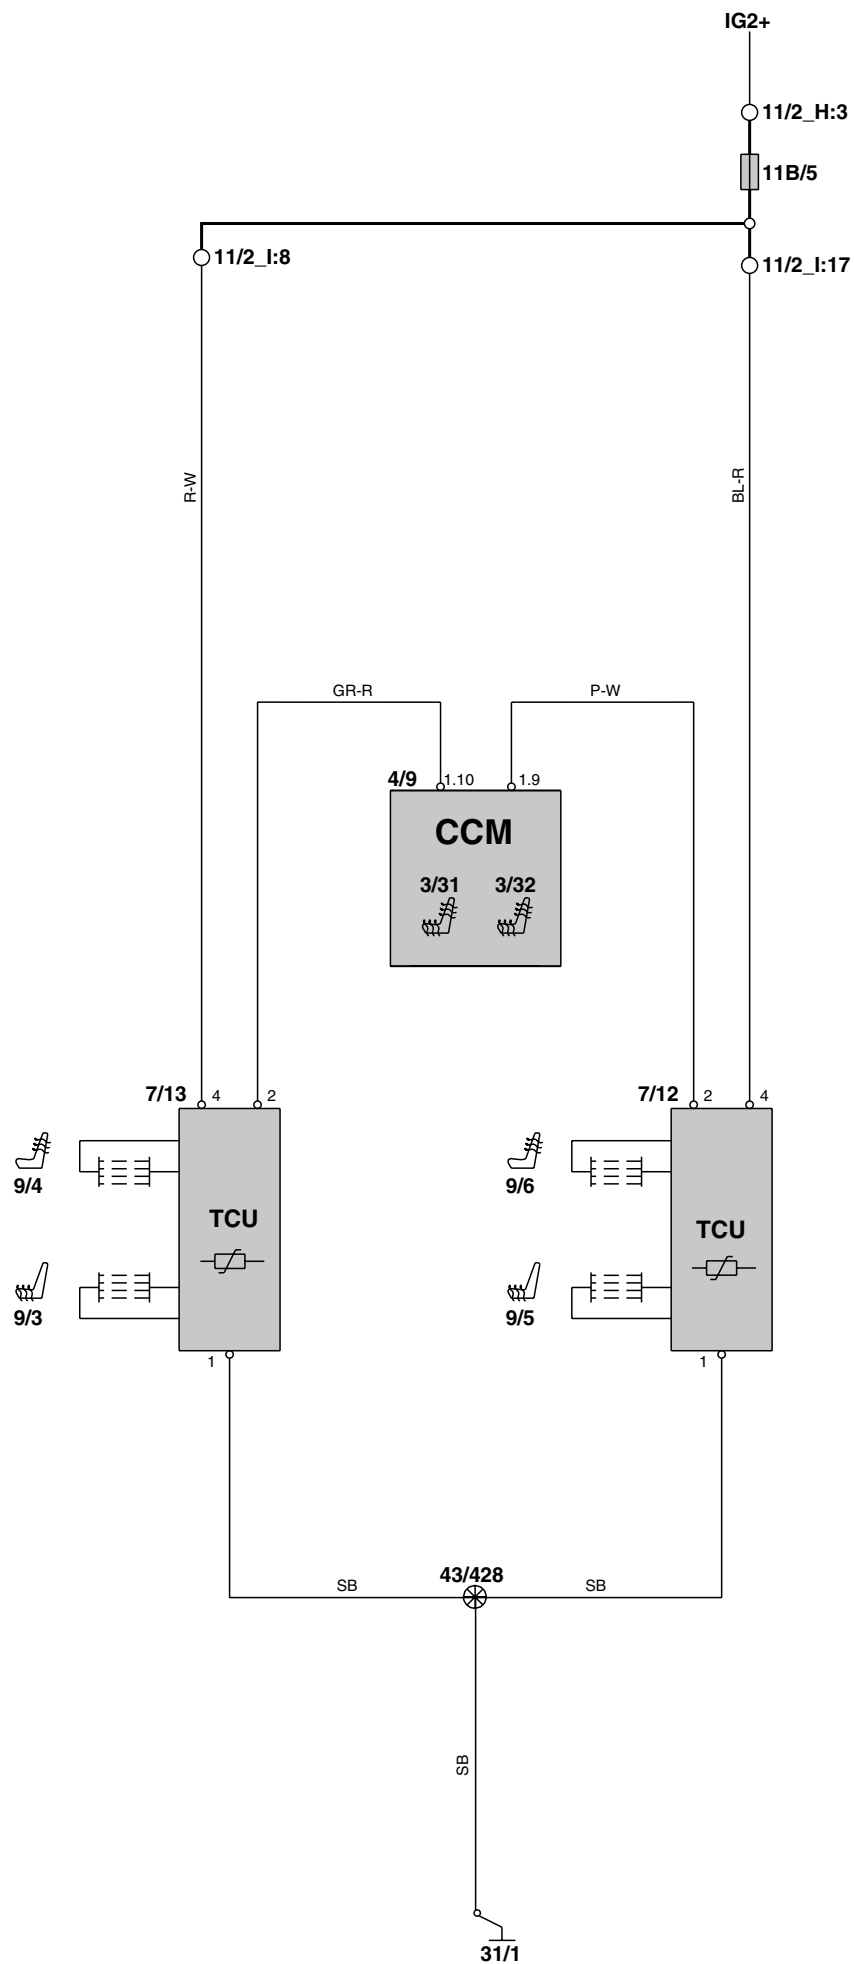 IG2+
11/2_H:3
11B/5
11/2_I:8
11/2_I:17
R-W
BL-R
GR-R
P-W
4/9
1.10
1.9
CCM
3/31
3/32
7/13
4
2
7/12
2
4
9/4
9/6
TCU
TCU
9/3
9/5
1
1
43/428
SB
SB
SB
31/1